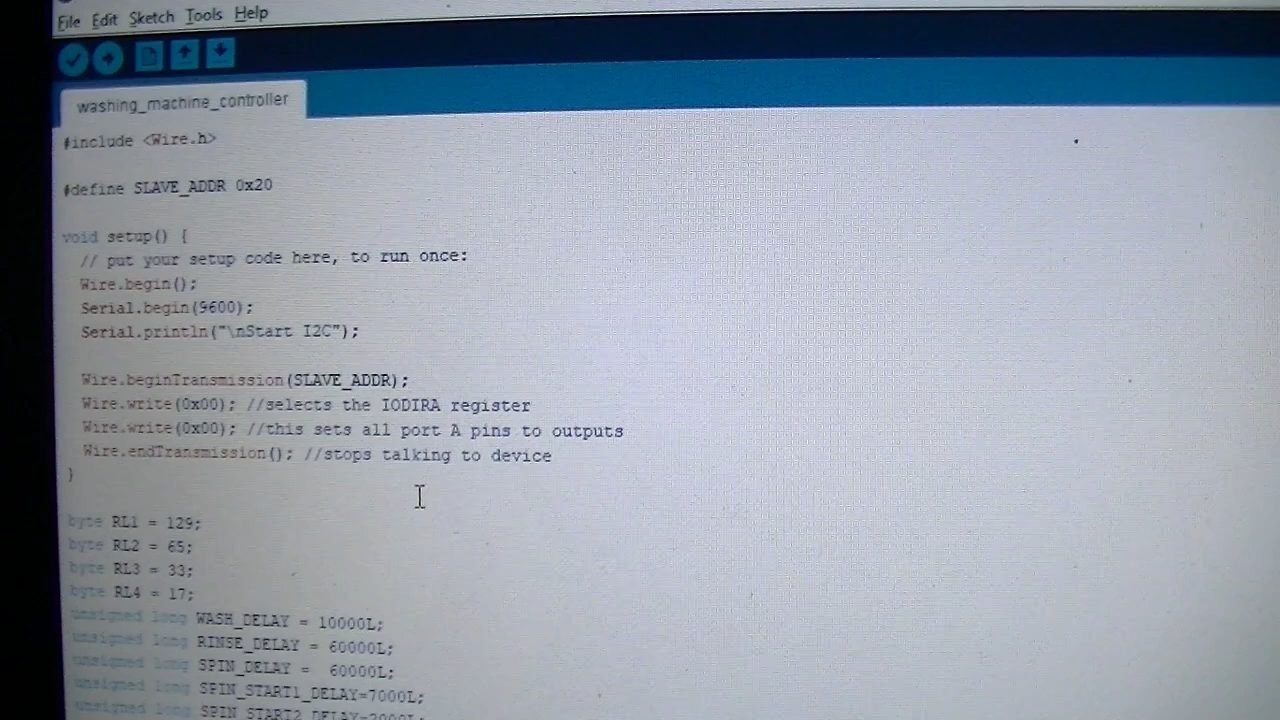 File Edit Sketch Tools Help
washing_machine_controller
#include <Wire.h>
#define SLAVE_ADDR 0x20
void setup() {
// put your setup code here, to run once:
Wire.begin();
Serial.begin(9600);
Serial.println("\nStart I2C");
Wire.beginTransmission(SLAVE_ADDR);
Wire.write(0x00); //selects the IODIRA register
Wire.write(0x00); //this sets all port A pins to outputs
Wire.endTransmission(); //stops talking to device
}
byte RL1 = 129;
byte RL2 = 65;
byte RL3 = 33;
byte RL4 = 17;
unsigned long WASH_DELAY = 10000L;
unsigned long RINSE_DELAY = 60000L;
unsigned long SPIN_DELAY = 60000L;
unsigned long SPIN_START1_DELAY=7000L;
unsigned long